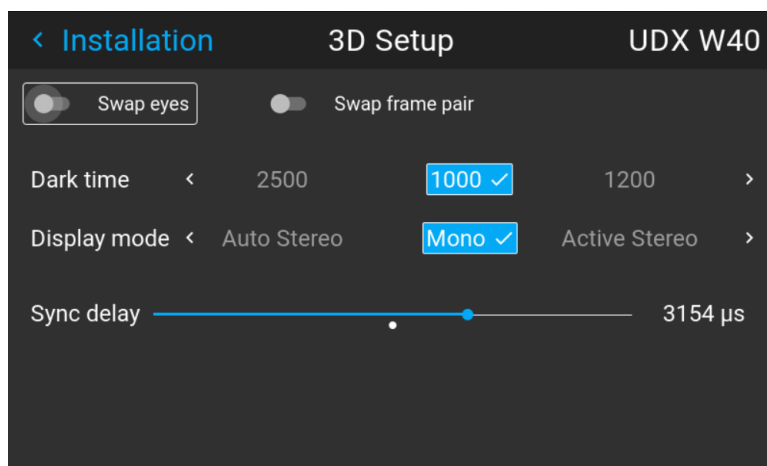 Installation 3D Setup UDX W40
Swap eyes Swap frame pair
Dark time 2500 1000 1200
Display mode Auto Stereo Mono Active Stereo
Sync delay 3154 µs